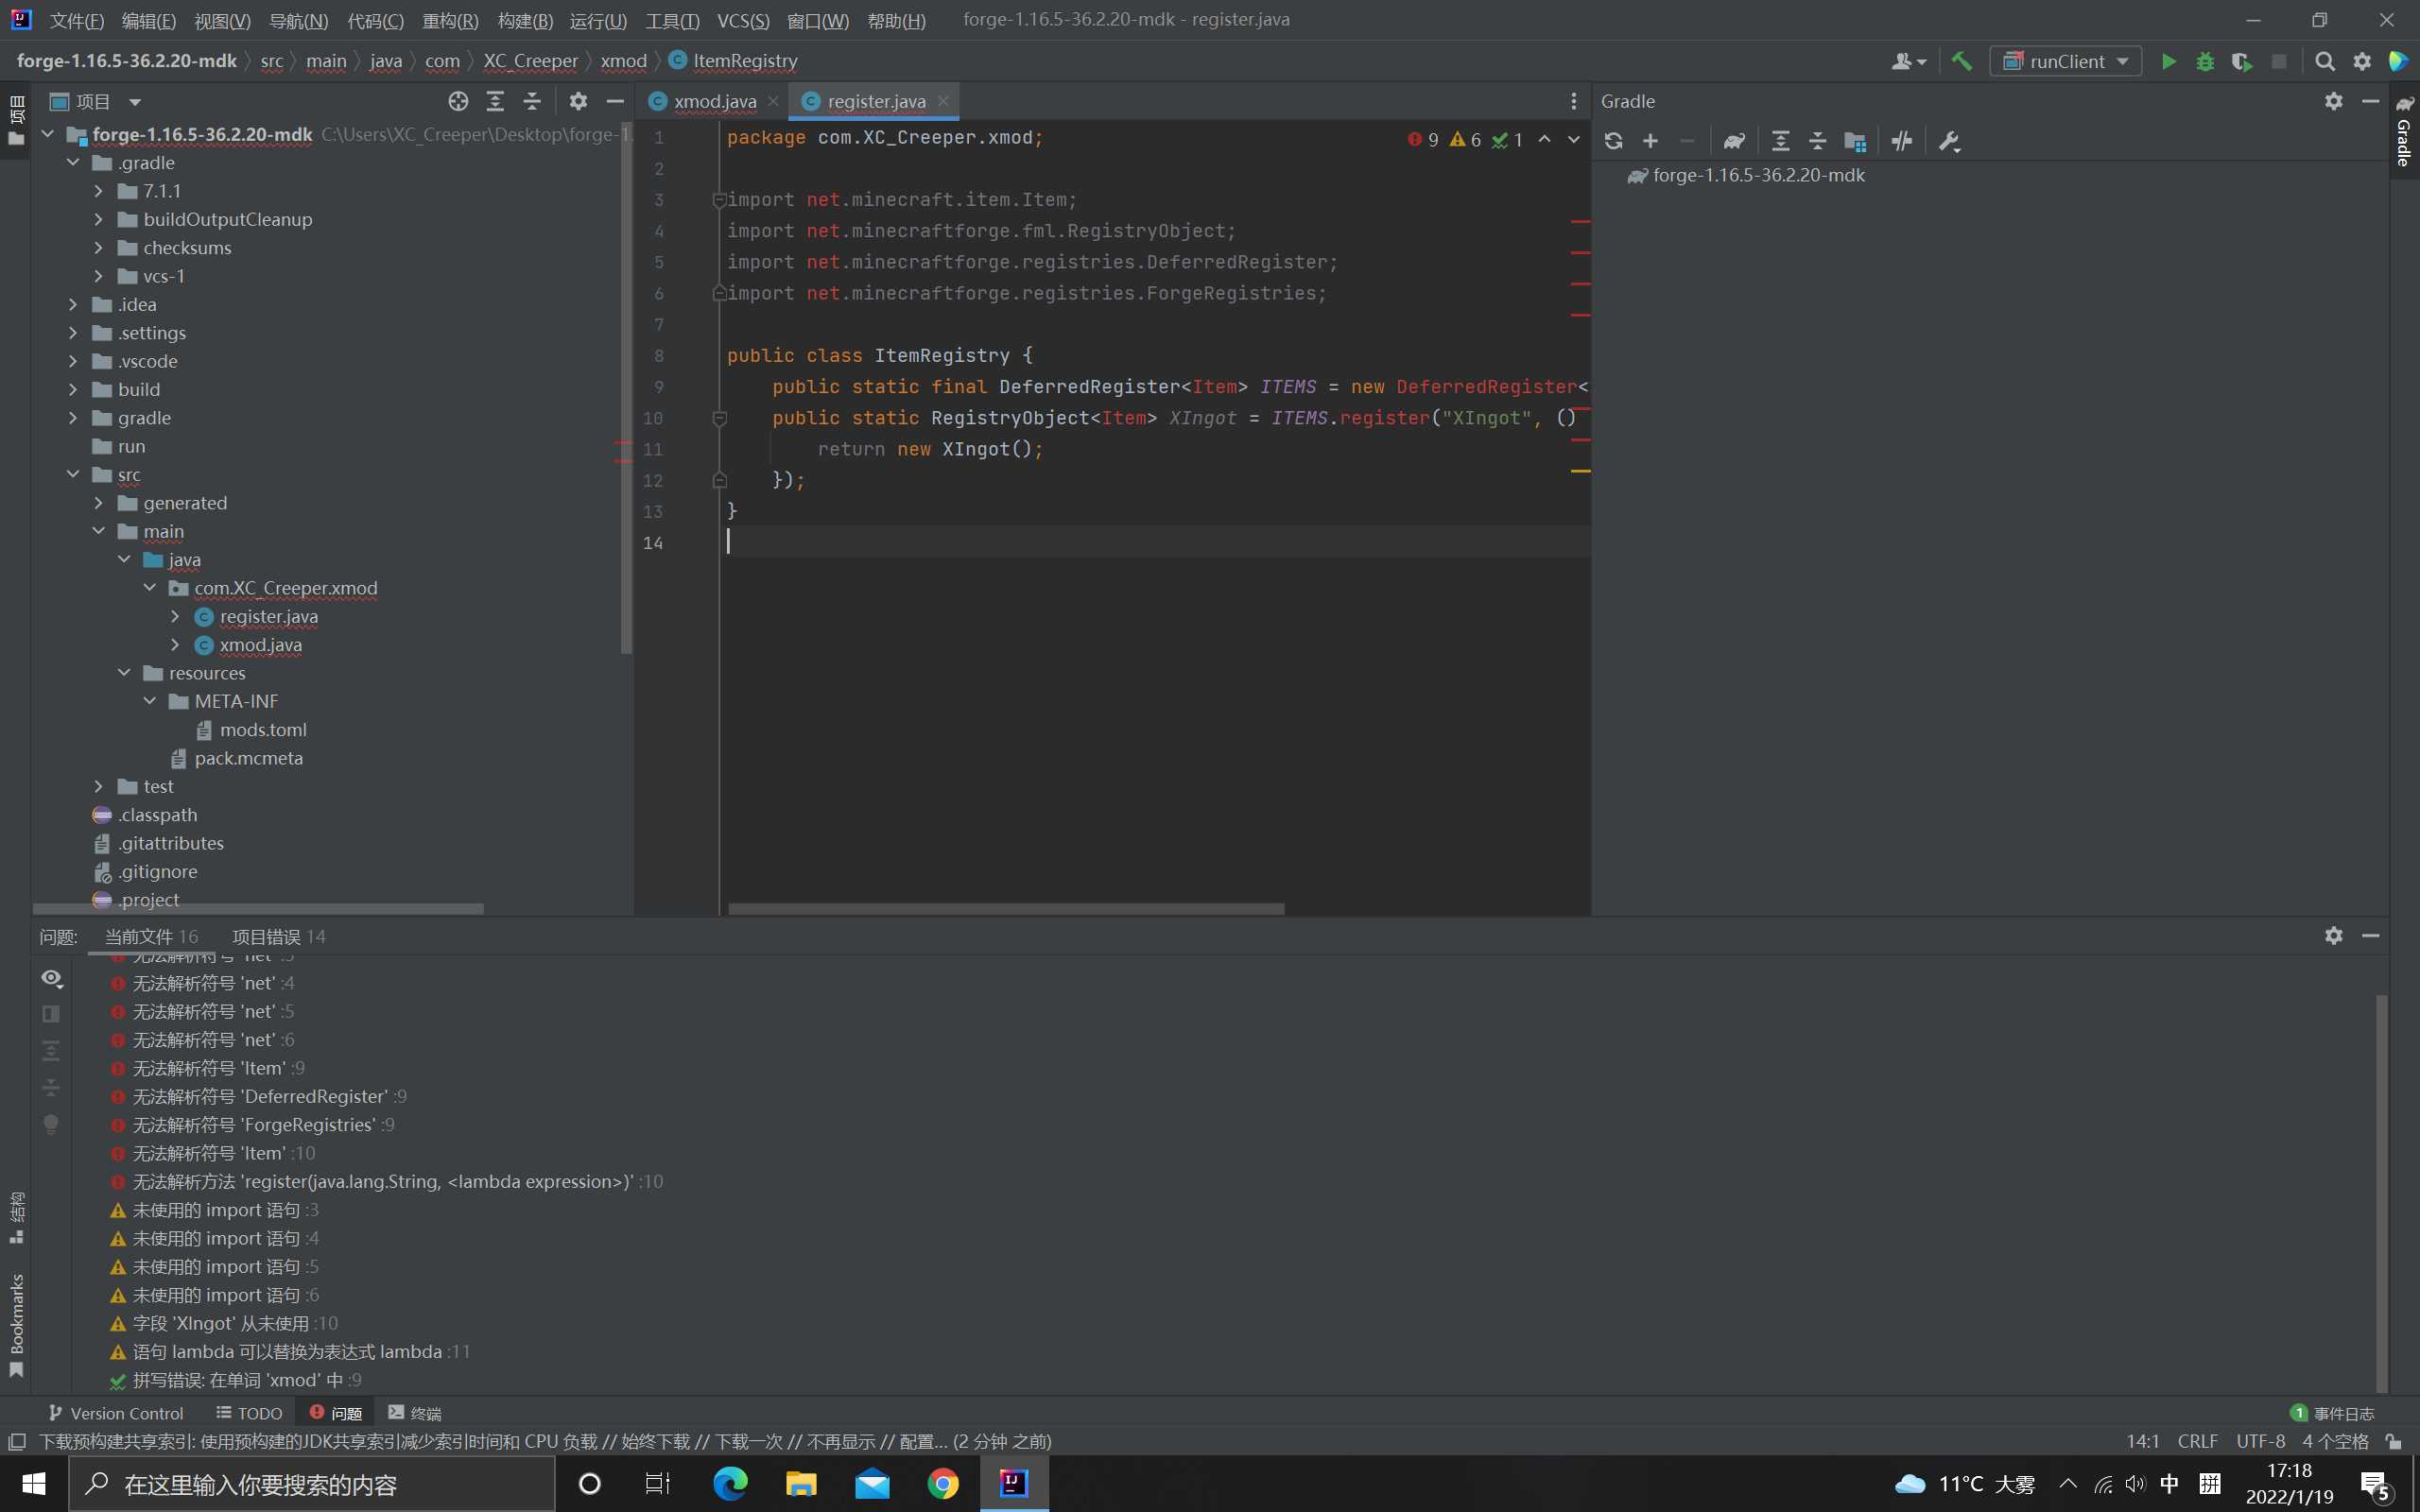 文件(F) 编辑(E) 视图(V) 导航(N) 代码(C) 重构(R) 构建(B) 运行(U) 工具(T) VCS(S) 窗口(W) 帮助(H) forge-1.16.5-36.2.20-mdk - register.java
forge-1.16.5-36.2.20-mdk src main java com XC_Creeper xmod ItemRegistry runClient
项目
项目
xmod.java register.java
Gradle
Gradle
forge-1.16.5-36.2.20-mdk C:\Users\XC_Creeper\Desktop\forge-1.
.gradle
7.1.1
buildOutputCleanup
checksums
vcs-1
.idea
.settings
.vscode
build
gradle
run
src
generated
main
java
com.XC_Creeper.xmod
register.java
xmod.java
resources
META-INF
mods.toml
pack.mcmeta
test
.classpath
.gitattributes
.gitignore
.project
9 6 1
1 package com.XC_Creeper.xmod;
2
3 import net.minecraft.item.Item;
4 import net.minecraftforge.fml.RegistryObject;
5 import net.minecraftforge.registries.DeferredRegister;
6 import net.minecraftforge.registries.ForgeRegistries;
7
8 public class ItemRegistry {
9 public static final DeferredRegister<Item> ITEMS = new DeferredRegister<
10 public static RegistryObject<Item> XIngot = ITEMS.register("XIngot", ()
11 return new XIngot();
12 });
13 }
14
forge-1.16.5-36.2.20-mdk
问题: 当前文件 16 项目错误 14
无法解析符号 'net' :3
无法解析符号 'net' :4
无法解析符号 'net' :5
无法解析符号 'net' :6
无法解析符号 'Item' :9
无法解析符号 'DeferredRegister' :9
无法解析符号 'ForgeRegistries' :9
无法解析符号 'Item' :10
无法解析方法 'register(java.lang.String, <lambda expression>)' :10
未使用的 import 语句 :3
未使用的 import 语句 :4
未使用的 import 语句 :5
未使用的 import 语句 :6
字段 'XIngot' 从未使用 :10
语句 lambda 可以替换为表达式 lambda :11
拼写错误: 在单词 'xmod' 中 :9
结构
Bookmarks
Version Control TODO 问题 终端 1 事件日志
下载预构建共享索引: 使用预构建的JDK共享索引减少索引时间和 CPU 负载 // 始终下载 // 下载一次 // 不再显示 // 配置... (2 分钟 之前) 14:1 CRLF UTF-8 4 个空格
在这里输入你要搜索的内容 11°C 大雾 中 拼 17:18
2022/1/19 5